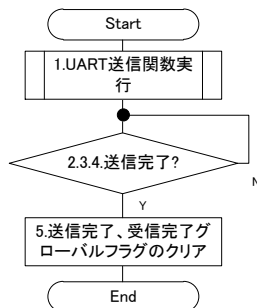 Start
1.UART送信関数実
行
2.3.4.送信完了?
N
Y
5.送信完了、受信完了グ
ローバルフラグのクリア
End